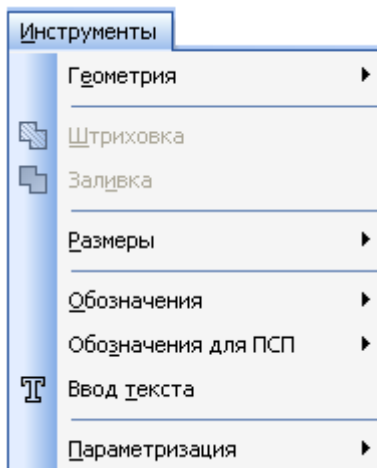 Инструменты
Геометрия
Штриховка
Заливка
Размеры
Обозначения
Обозначения для ПСП
Ввод текста
Параметризация